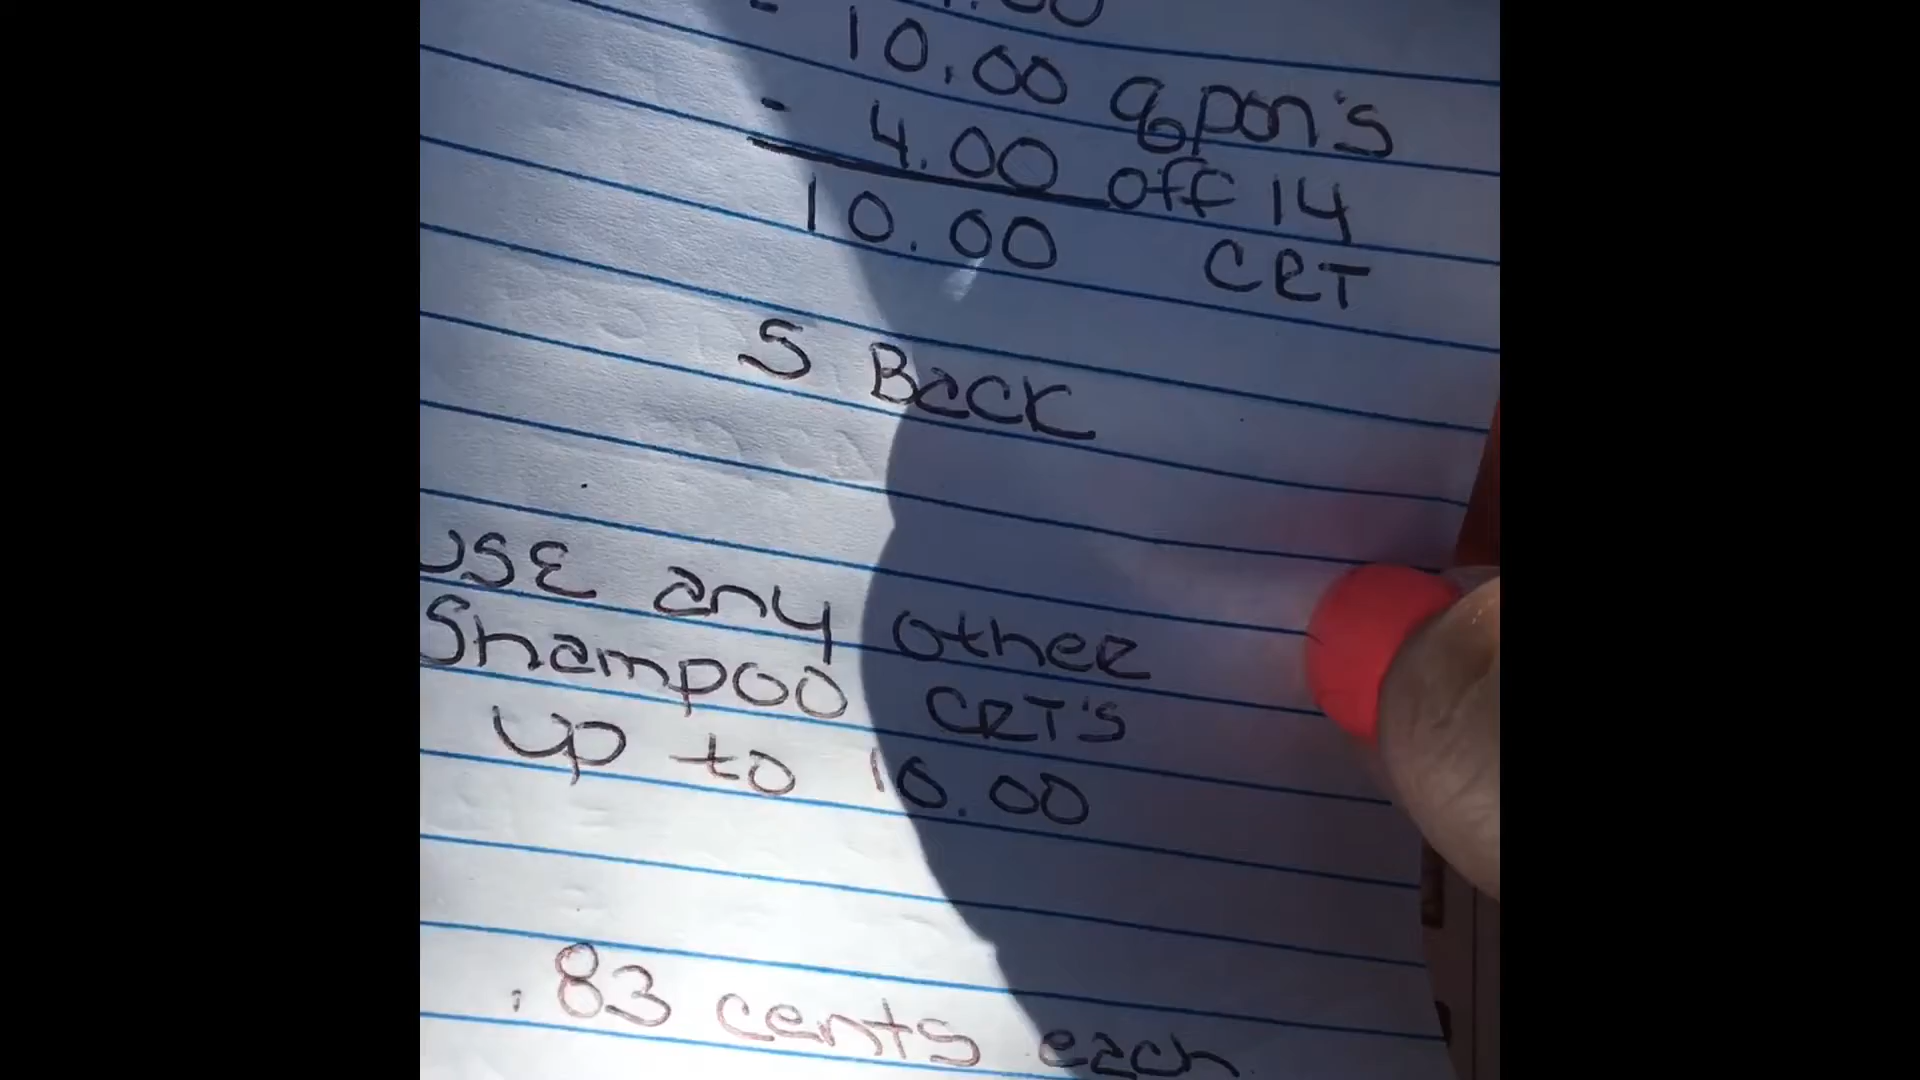 - 10.00 qpon's
- 4.00 off 14
10.00 CRT
5 Back
USE any other
Shampoo CRT'S
up to 10.00
.83 cents each